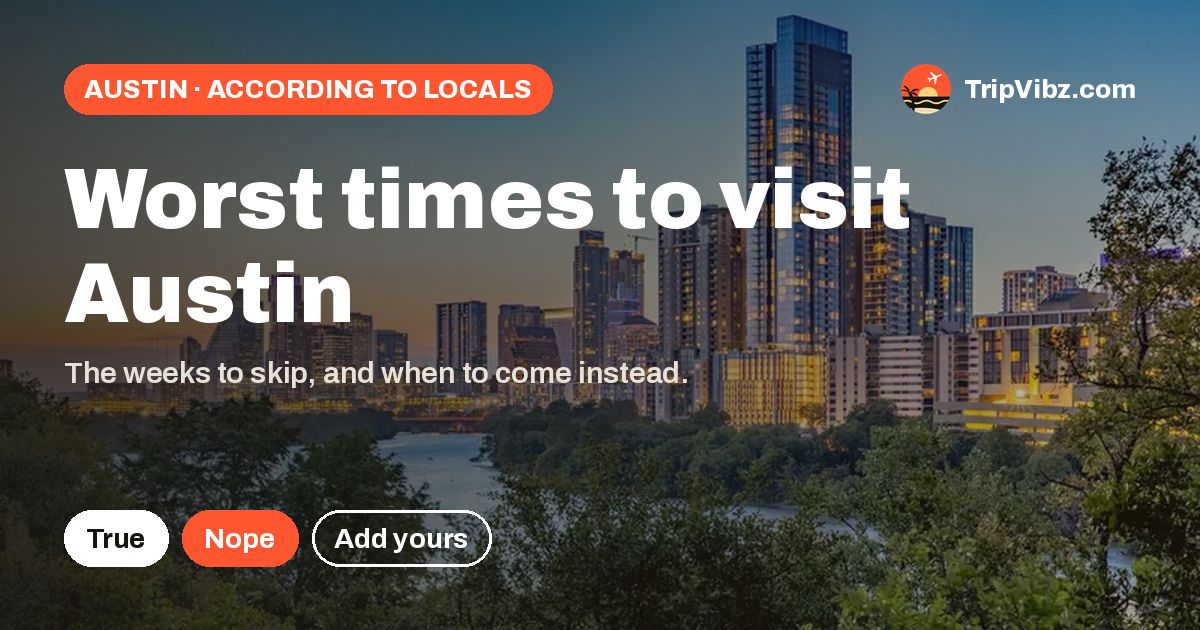 AUSTIN · ACCORDING TO LOCALS
TripVibz.com
Worst times to visit
Austin
The weeks to skip, and when to come instead.
True
Nope
Add yours